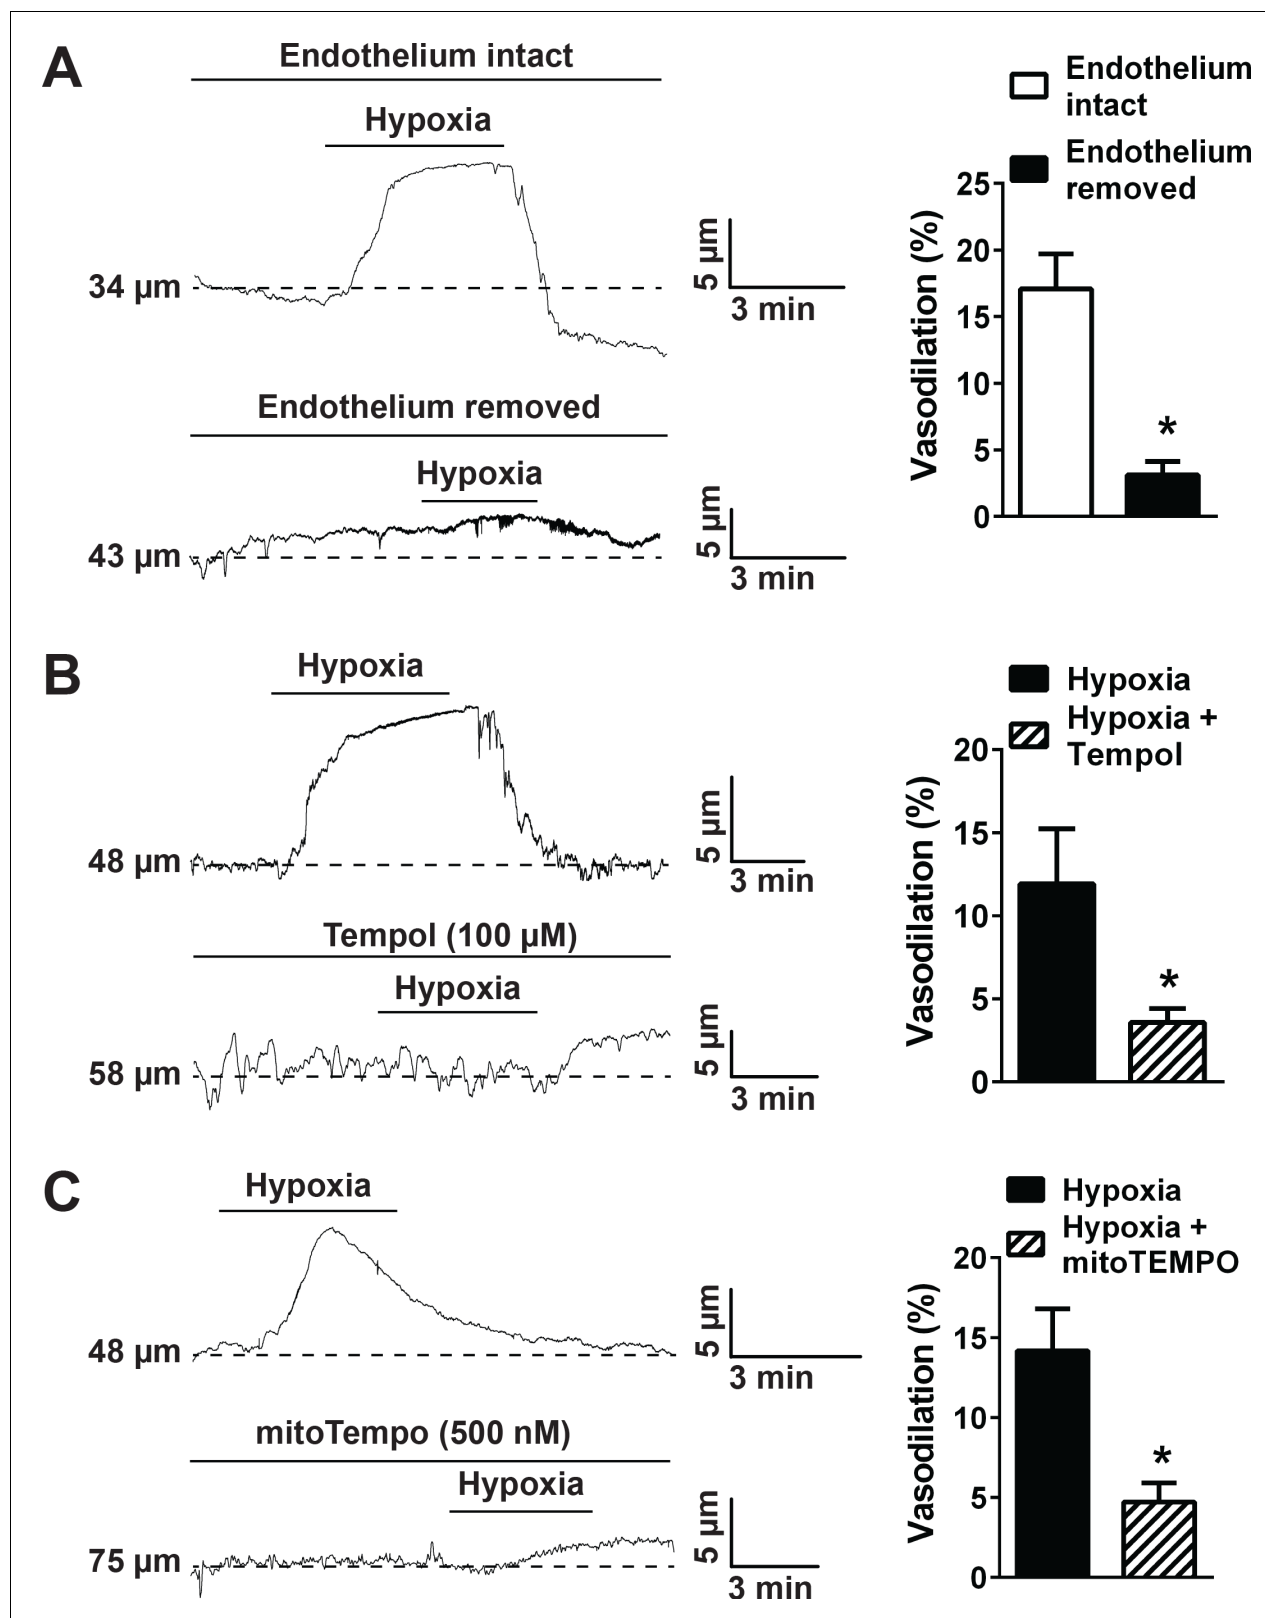 A
Endothelium intact
Hypoxia
34 µm
5 µm
3 min
Endothelium removed
Hypoxia
43 µm
5 µm
3 min
Endothelium
intact
Endothelium
removed
Vasodilation (%)
25
20
15
10
5
0
*
B
Hypoxia
48 µm
5 µm
3 min
Tempol (100 µM)
Hypoxia
58 µm
5 µm
3 min
Hypoxia
Hypoxia +
Tempol
Vasodilation (%)
20
15
10
5
0
*
C
Hypoxia
48 µm
5 µm
3 min
mitoTempo (500 nM)
Hypoxia
75 µm
5 µm
3 min
Hypoxia
Hypoxia +
mitoTEMPO
Vasodilation (%)
20
15
10
5
0
*